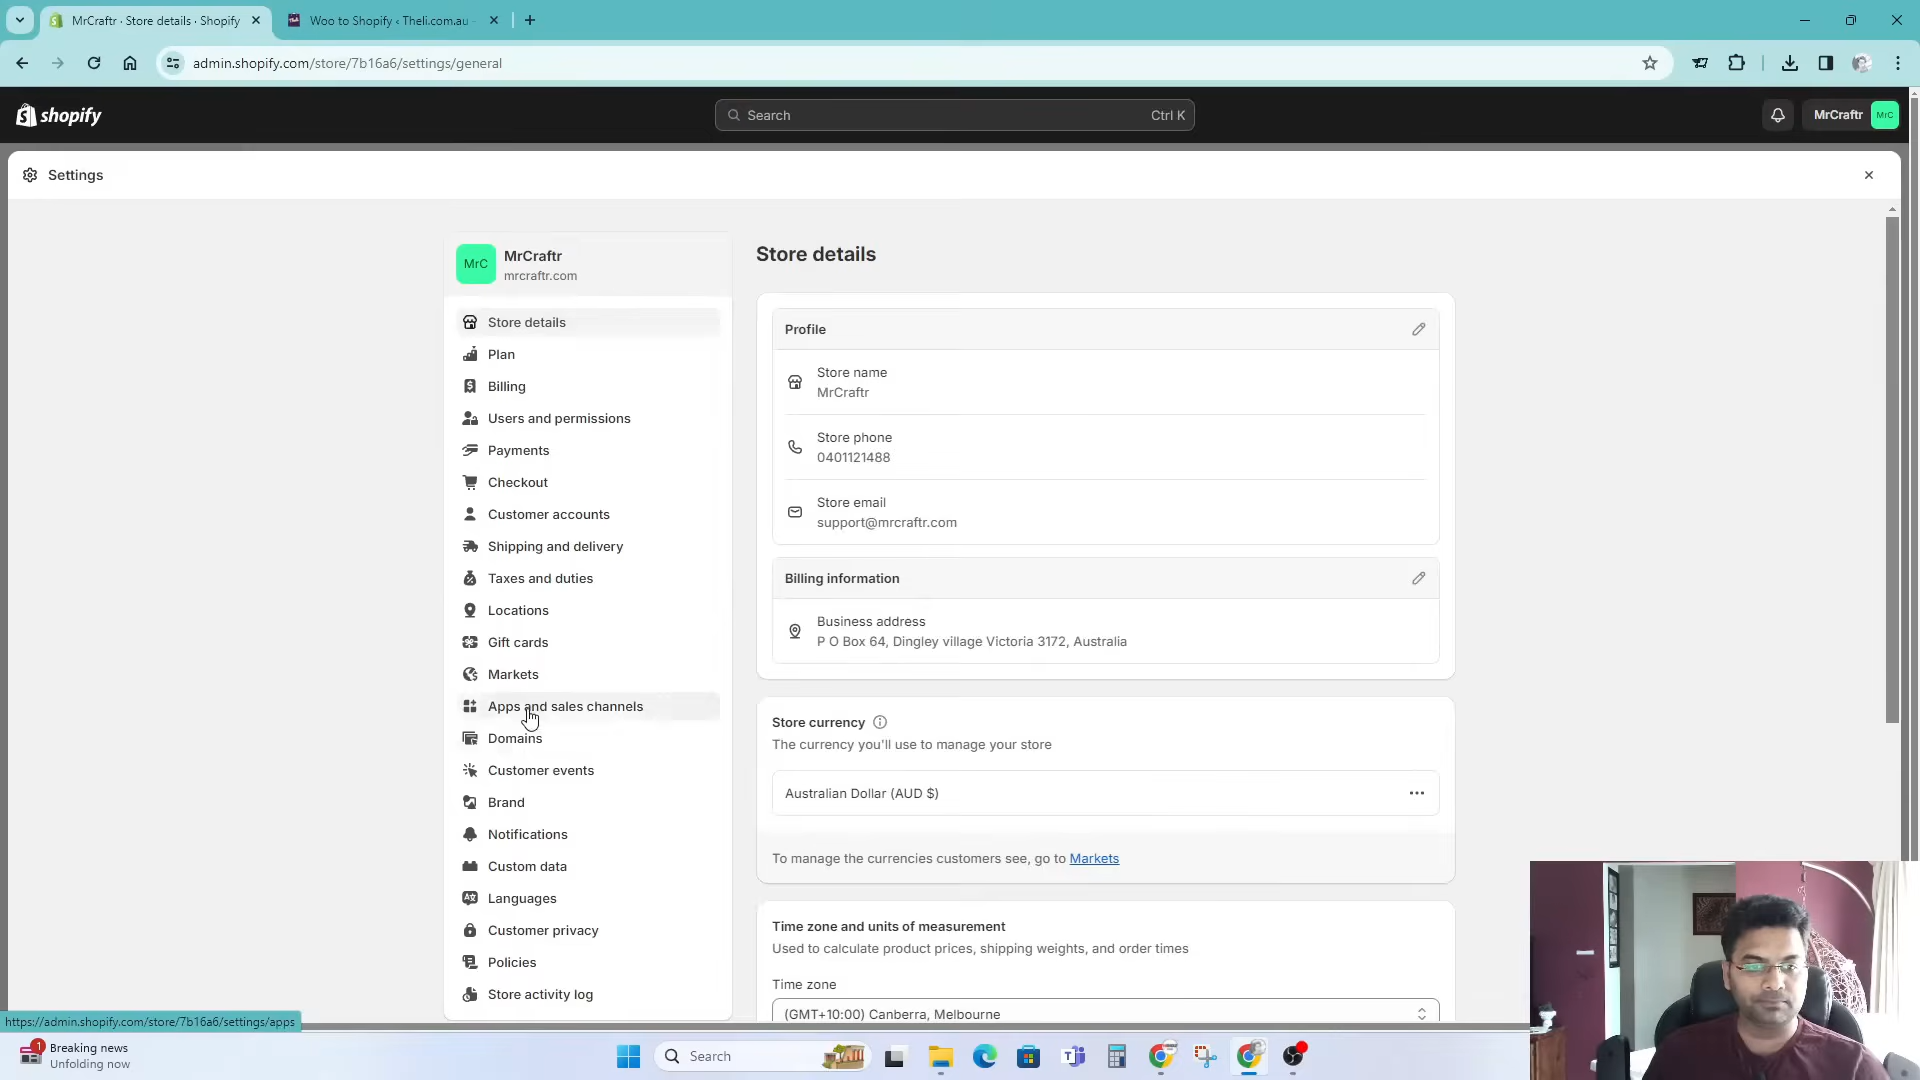 MrCraftr · Store details · Shopify
Woo to Shopify ‹ Theli.com.au
admin.shopify.com/store/7b16a6/settings/general
shopify
Search
Ctrl K
MrCraftr
MrC
Settings
MrC
MrCraftr
mrcraftr.com
Store details
Plan
Billing
Users and permissions
Payments
Checkout
Customer accounts
Shipping and delivery
Taxes and duties
Locations
Gift cards
Markets
Apps and sales channels
Domains
Customer events
Brand
Notifications
Custom data
Languages
Customer privacy
Policies
Store activity log
Store details
Profile
Store name
MrCraftr
Store phone
0401121488
Store email
support@mrcraftr.com
Billing information
Business address
P O Box 64, Dingley village Victoria 3172, Australia
Store currency
The currency you'll use to manage your store
Australian Dollar (AUD $)
To manage the currencies customers see, go to Markets
Time zone and units of measurement
Used to calculate product prices, shipping weights, and order times
Time zone
(GMT+10:00) Canberra, Melbourne
https://admin.shopify.com/store/7b16a6/settings/apps
1
Breaking news
Unfolding now
Search